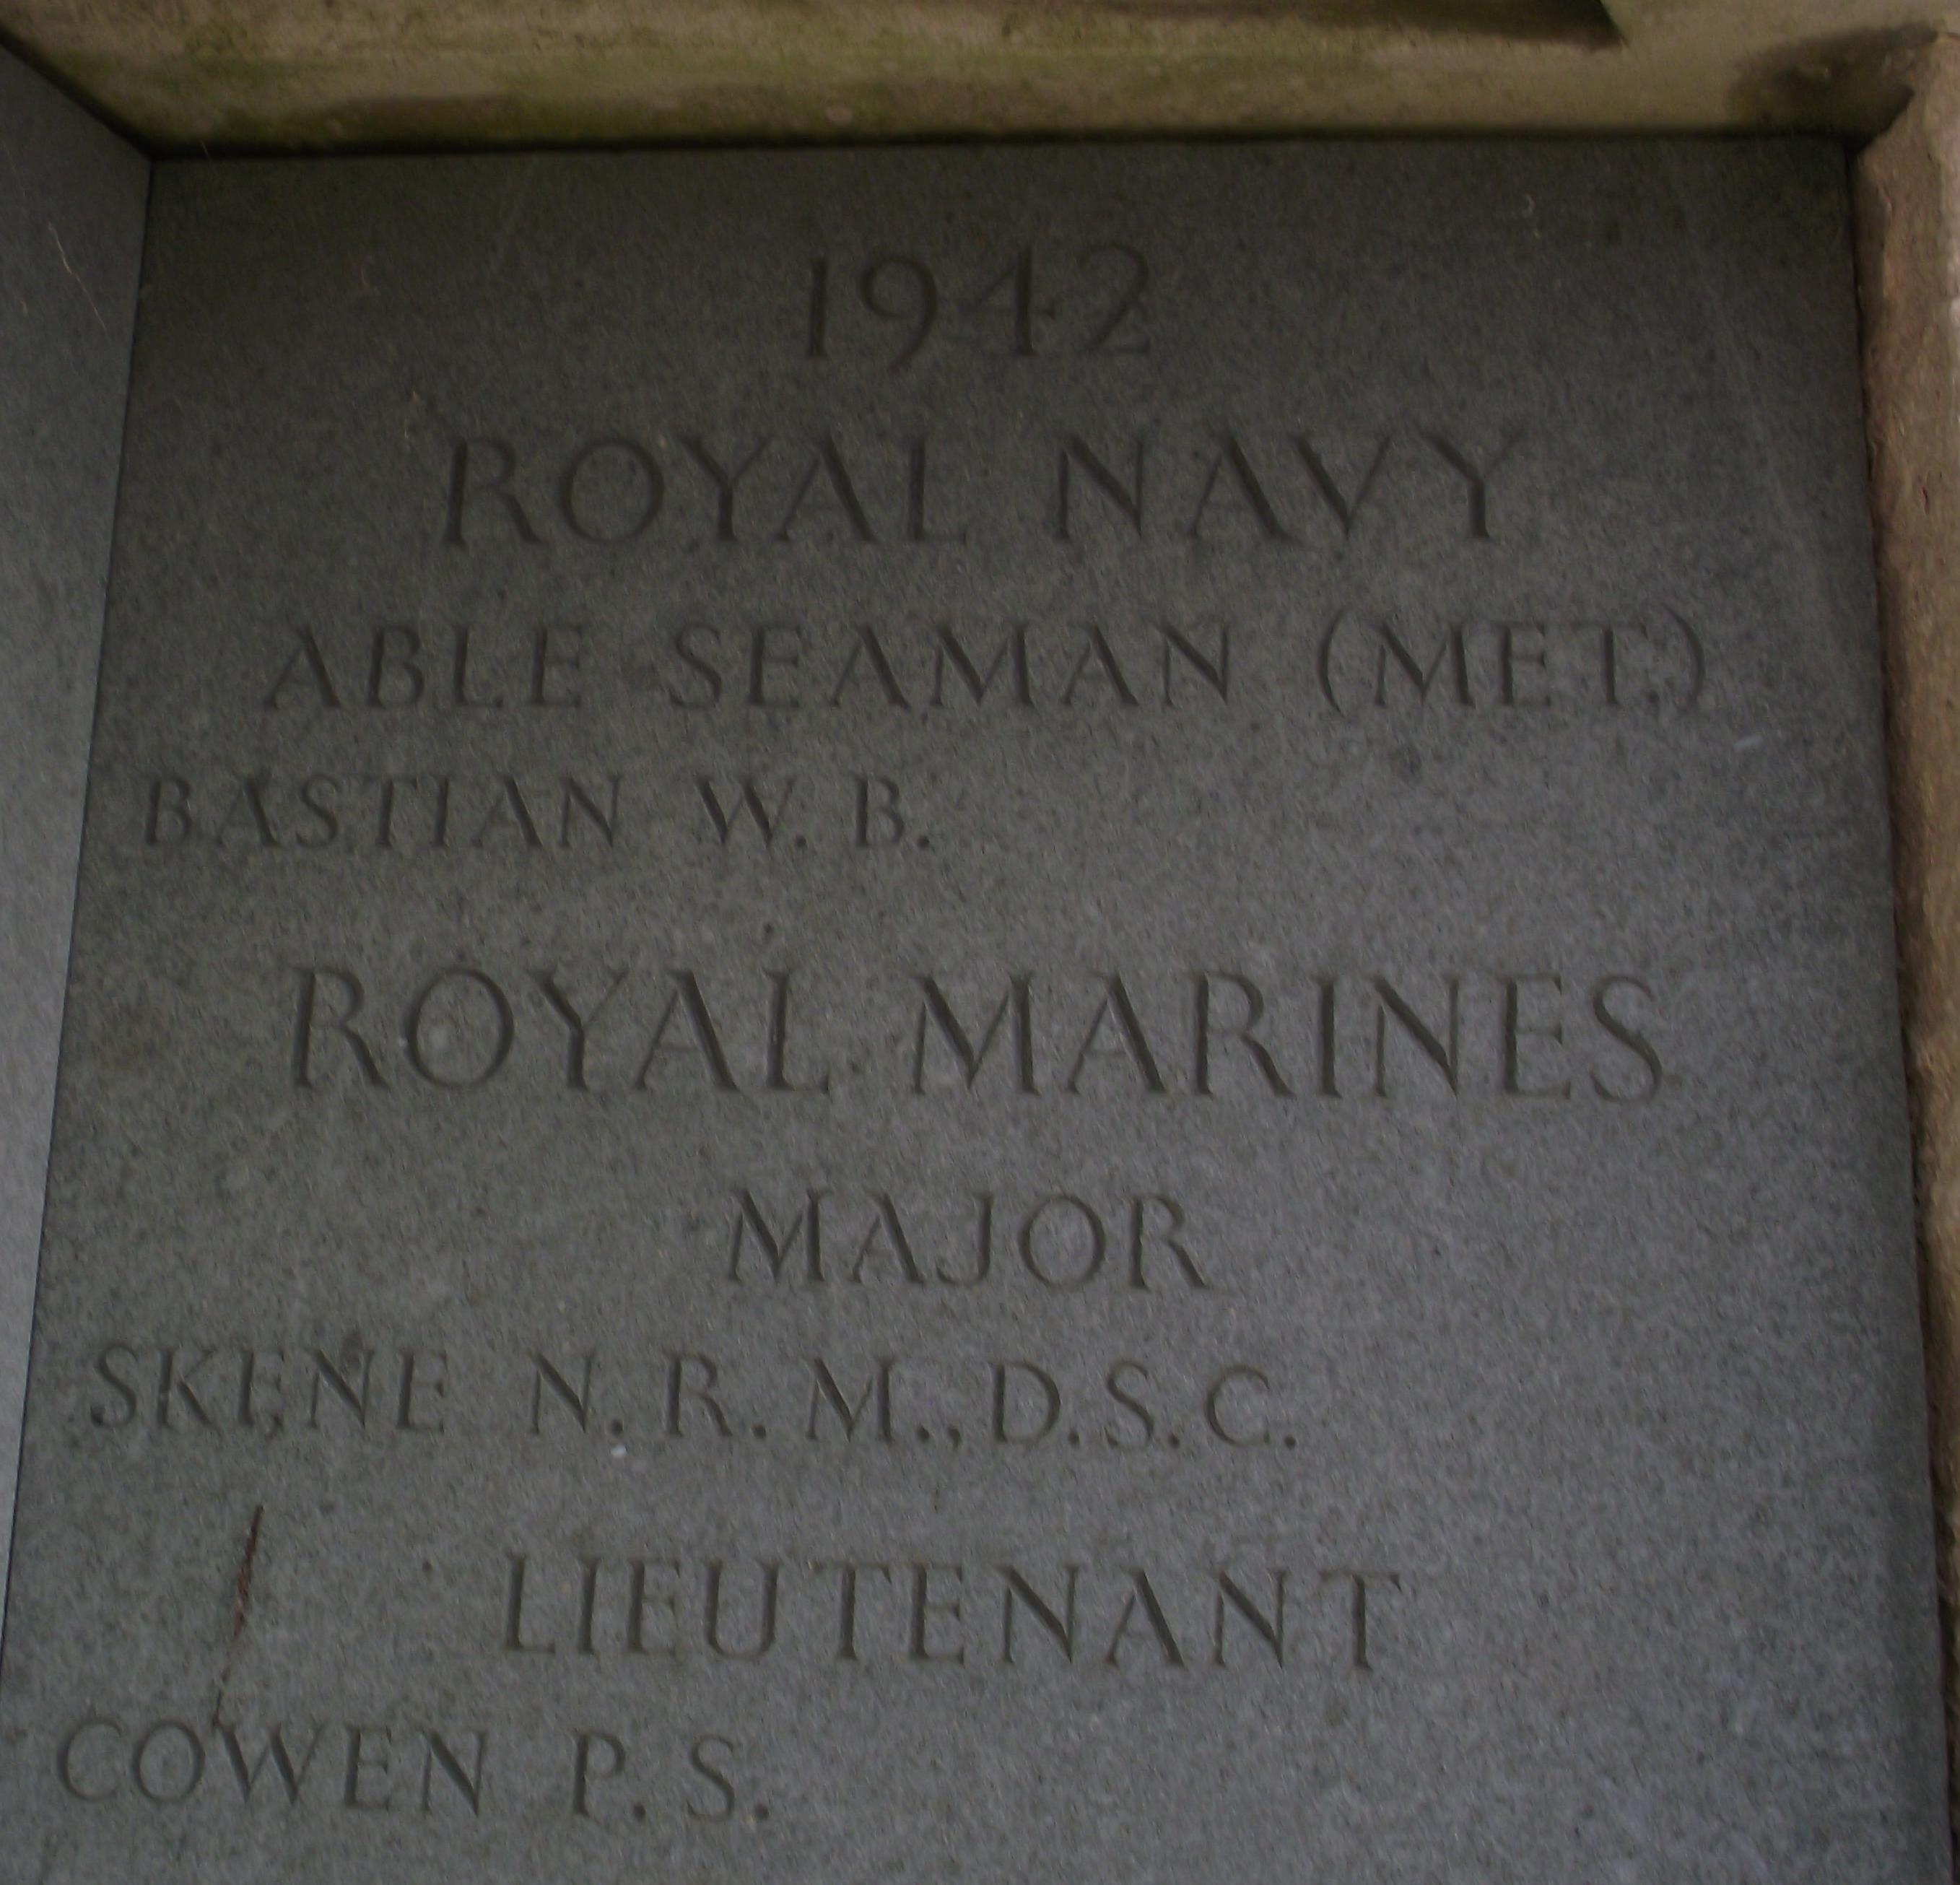 1942
ROYAL NAVY
ABLE SEAMAN (MET.)
BASTIAN W. B.
ROYAL MARINES
MAJOR
SKENE N. R. M., D. S. C.
LIEUTENANT
COWEN P. S.